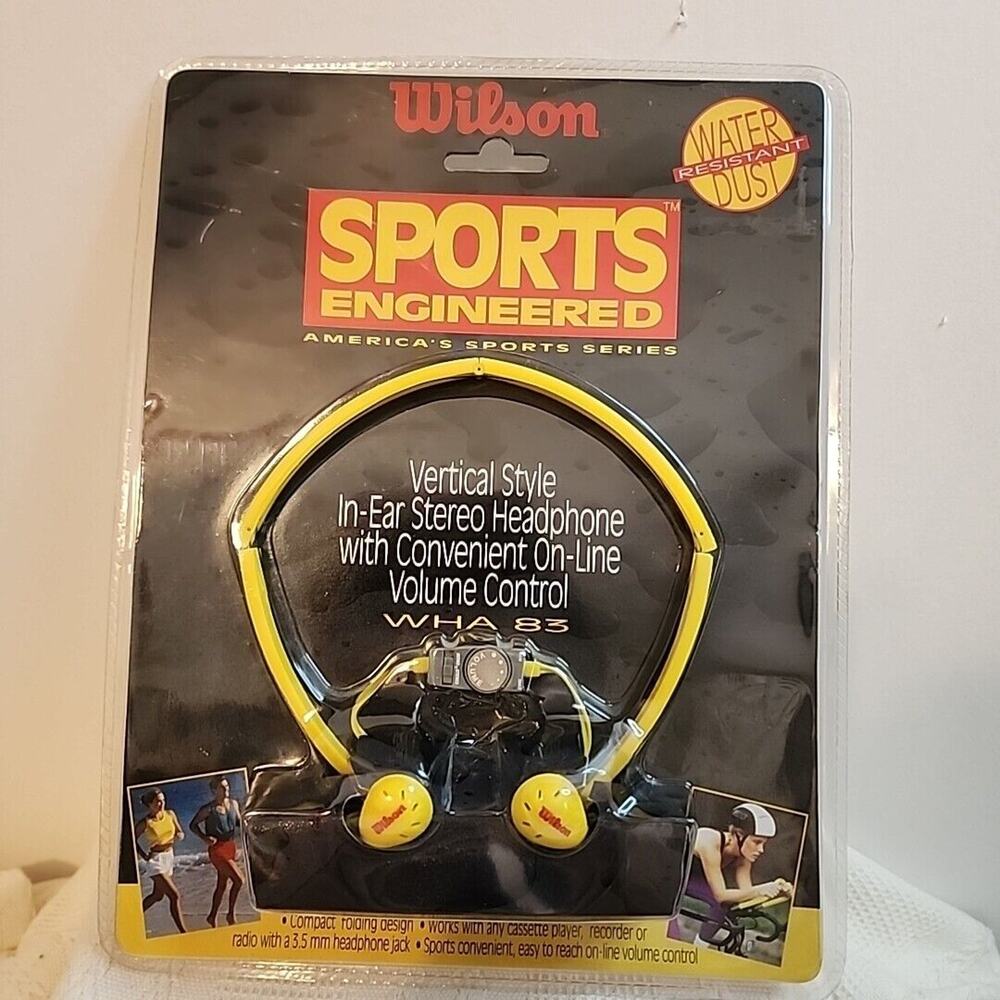 Wilson
WATER
RESISTANT
DUST
SPORTS™
ENGINEERED
AMERICA'S SPORTS SERIES
Vertical Style
In-Ear Stereo Headphone
with Convenient On-Line
Volume Control
WHA 83
VOLUME
Wilson
Wilson
• Compact folding design • Works with any cassette player, recorder or
radio with a 3.5 mm headphone jack • Sports convenient, easy to reach on-line volume control